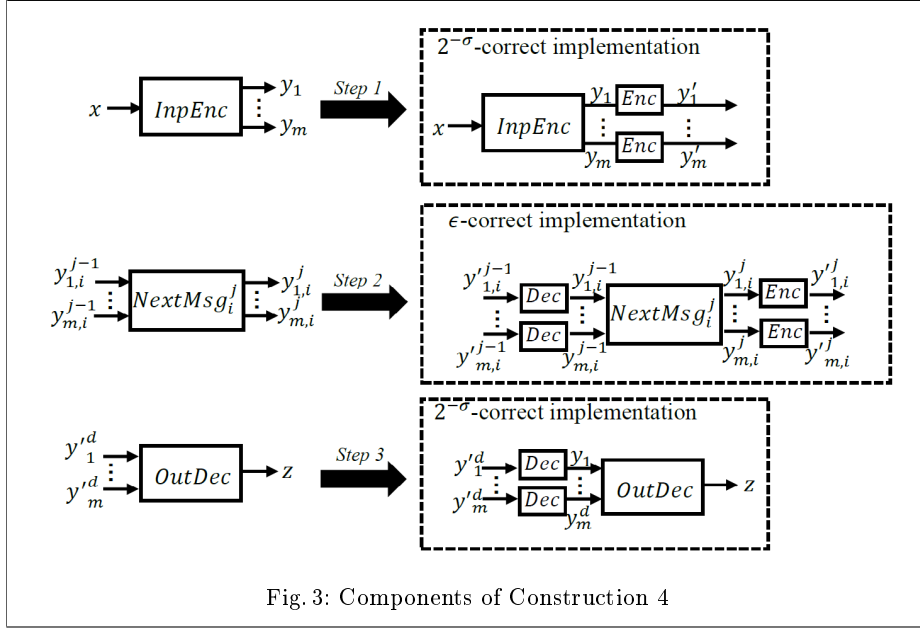 2^{-σ}-correct implementation
x InpEnc y_1 ⋮ y_m
Step 1
x InpEnc y_1 Enc y'_1 ⋮ ⋮ y_m Enc y'_m
ϵ-correct implementation
y_{1,i}^{j-1} ⋮ y_{m,i}^{j-1} NextMsg_i^j y_{1,i}^j ⋮ y_{m,i}^j
Step 2
y'_{1,i}^{j-1} Dec y_{1,i}^{j-1} ⋮ ⋮ y'_{m,i}^{j-1} Dec y_{m,i}^{j-1} NextMsg_i^j y_{1,i}^j Enc y'_{1,i}^j ⋮ ⋮ y_{m,i}^j Enc y'_{m,i}^j
2^{-σ}-correct implementation
y'_1^d ⋮ y'_m^d OutDec z
Step 3
y'_1^d Dec y_1 ⋮ ⋮ y'_m^d Dec y_m^d OutDec z
Fig. 3: Components of Construction 4